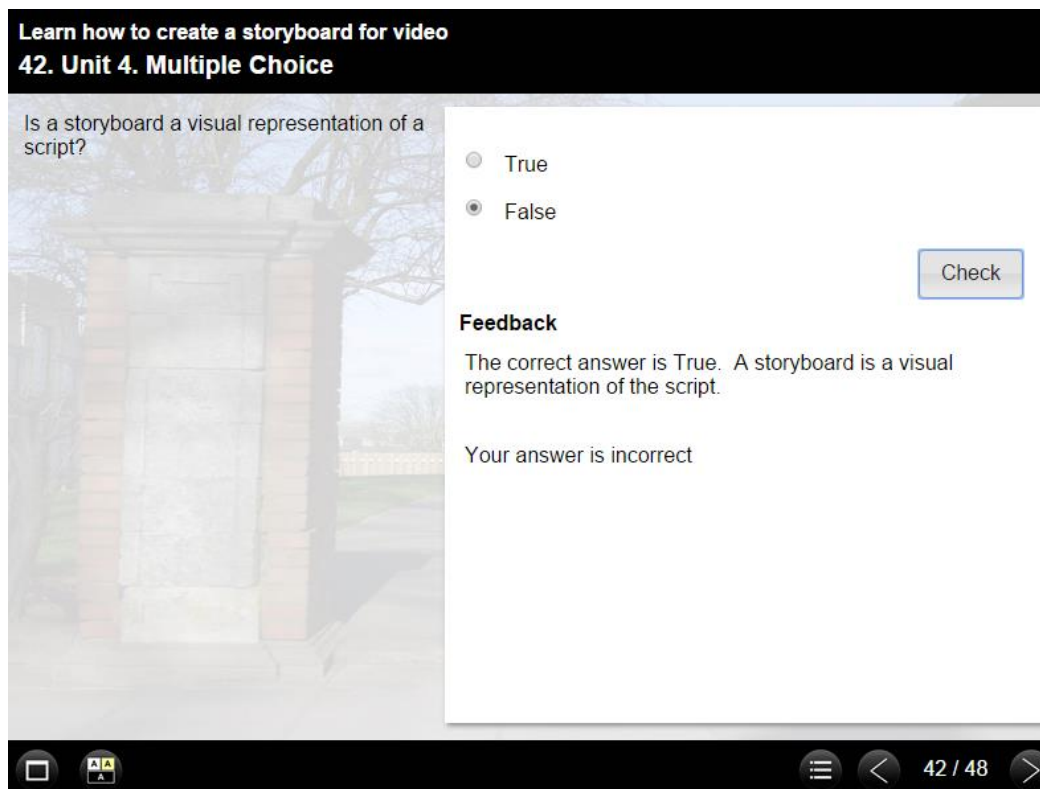 Learn how to create a storyboard for video
42. Unit 4. Multiple Choice
Is a storyboard a visual representation of a
script?
True
False
Check
Feedback
The correct answer is True.  A storyboard is a visual
representation of the script.
Your answer is incorrect
A A
A
42 / 48